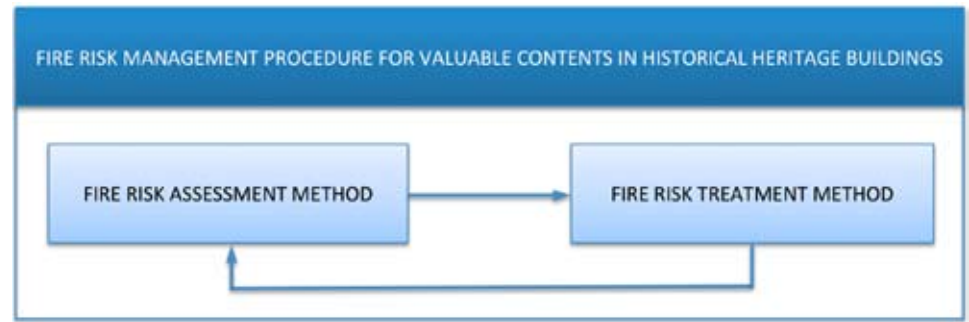 FIRE RISK MANAGEMENT PROCEDURE FOR VALUABLE CONTENTS IN HISTORICAL HERITAGE BUILDINGS
FIRE RISK ASSESSMENT METHOD
FIRE RISK TREATMENT METHOD